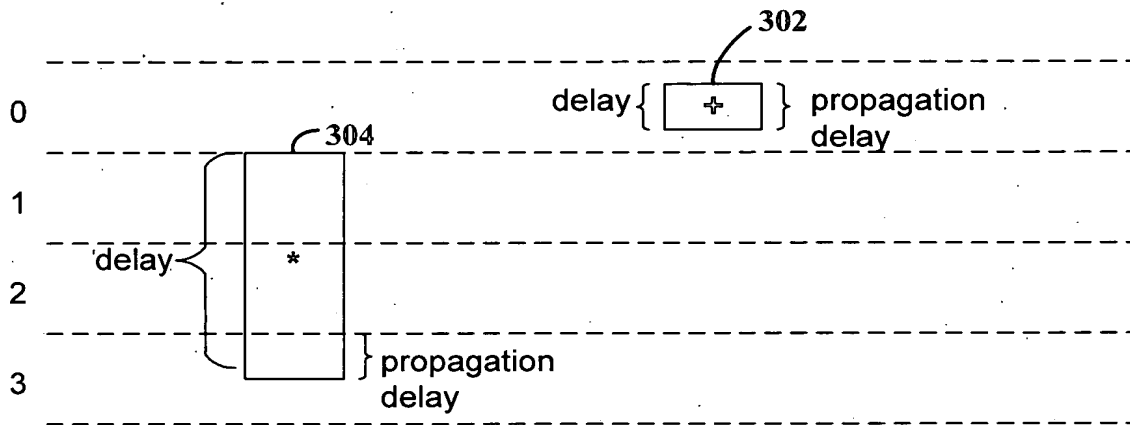 302
0
delay { + } propagation
delay
304
1
delay
*
2
propagation
delay
3